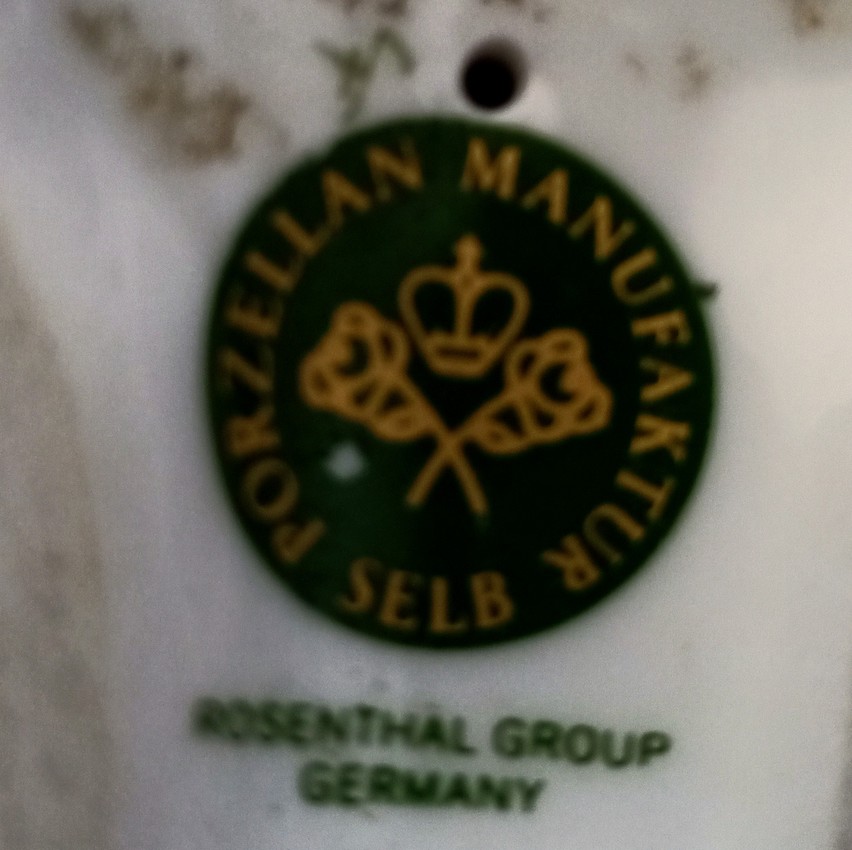 PORZELLAN MANUFAKTUR
SELB
ROSENTHAL GROUP
GERMANY